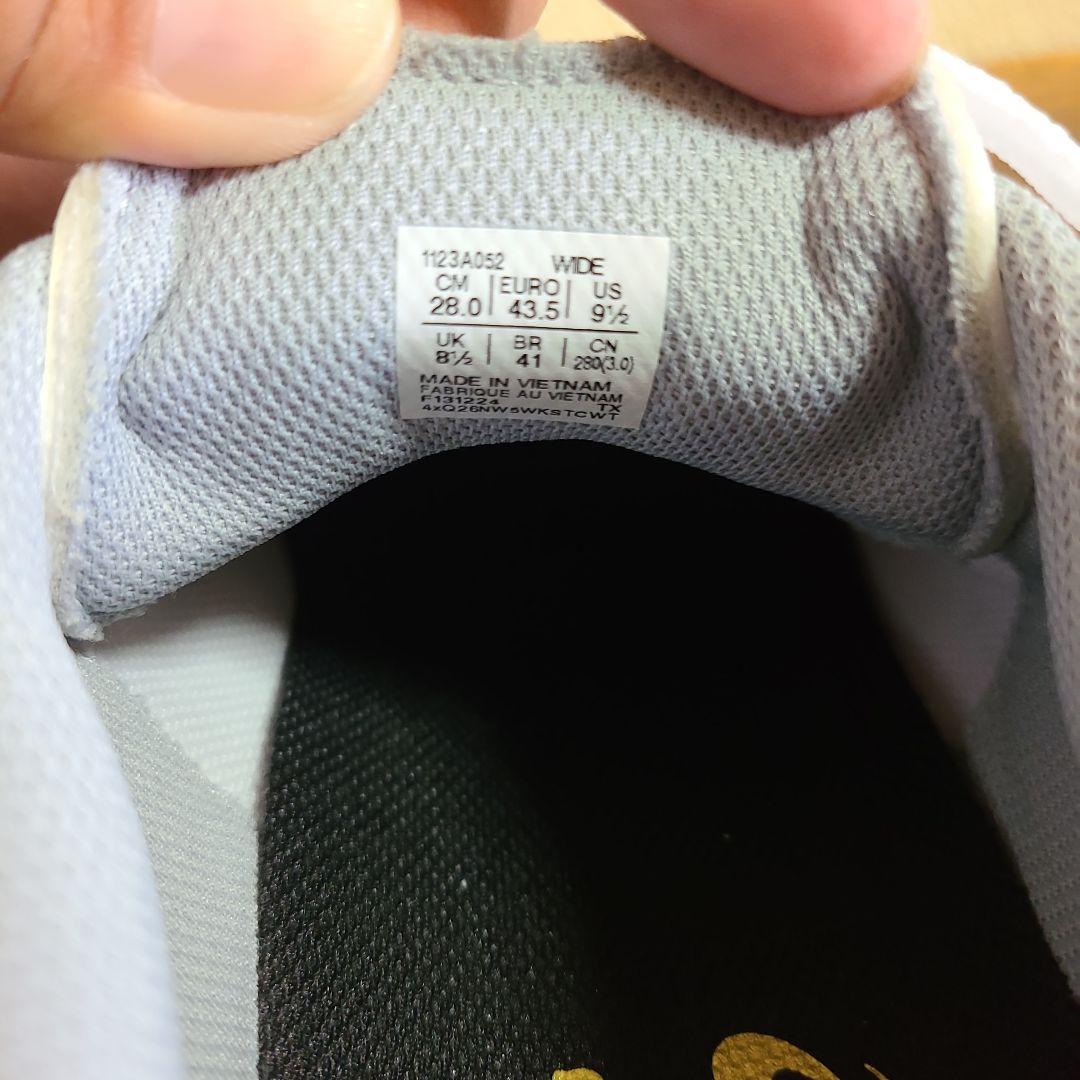 1123A052 WIDE
CM EURO US
28.0 43.5 9½
UK BR CN
8½ 41 280(3.0)
MADE IN VIETNAM
FABRIQUE AU VIETNAM
F131224 TX
4xQ26NW5WKSTCWT